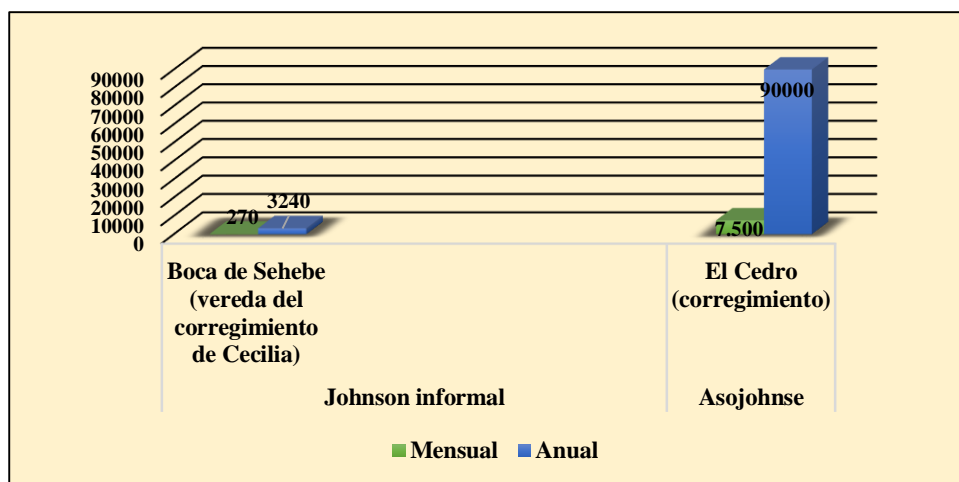 90000
80000
70000
60000
50000
40000
30000
20000
10000
0
270
3240
7.500
90000
Boca de Sehebe
(vereda del
corregimiento
de Cecilia)
El Cedro
(corregimiento)
Johnson informal
Asojohnse
Mensual
Anual